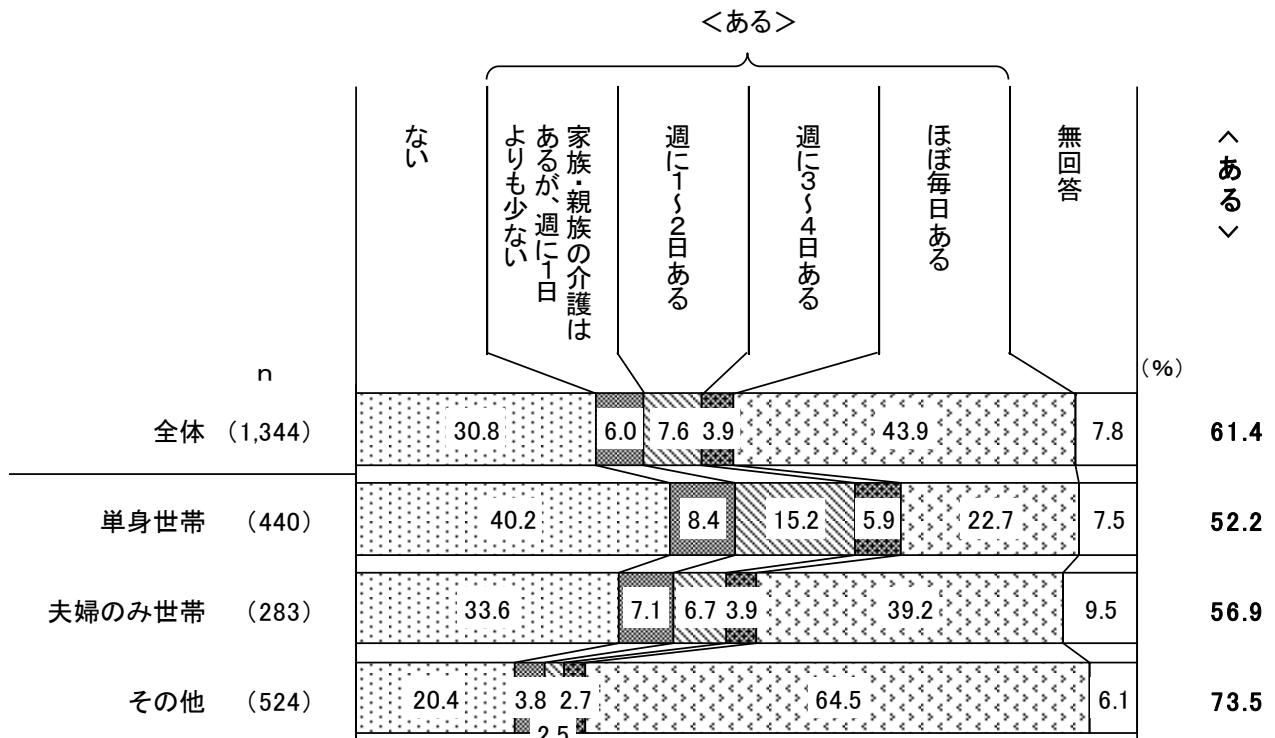 ＜ある＞
ない
家族・親族の介護は
あるが、週に1日
よりも少ない
週に1～2日ある
週に3～4日ある
ほぼ毎日ある
無回答
＜ある＞
n
(%)
全体 (1,344) 30.8 6.0 7.6 3.9 43.9 7.8 61.4
単身世帯 (440) 40.2 8.4 15.2 5.9 22.7 7.5 52.2
夫婦のみ世帯 (283) 33.6 7.1 6.7 3.9 39.2 9.5 56.9
その他 (524) 20.4 3.8 2.5 2.7 64.5 6.1 73.5